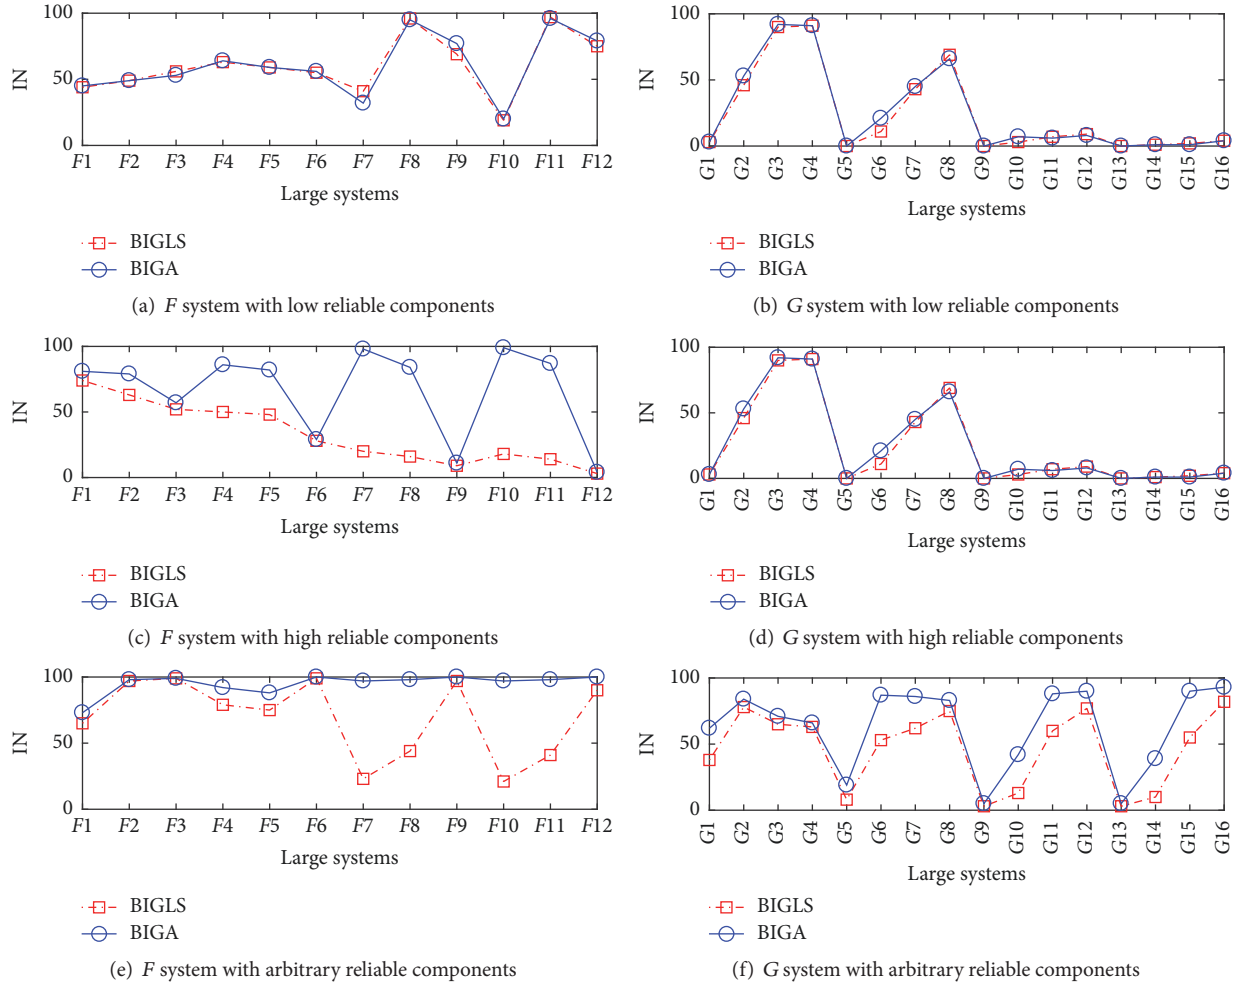 100
50
0
IN
F1 F2 F3 F4 F5 F6 F7 F8 F9 F10 F11 F12
Large systems
BIGLS
BIGA
(a) F system with low reliable components
100
50
0
IN
G1 G2 G3 G4 G5 G6 G7 G8 G9 G10 G11 G12 G13 G14 G15 G16
Large systems
BIGLS
BIGA
(b) G system with low reliable components
100
50
0
IN
F1 F2 F3 F4 F5 F6 F7 F8 F9 F10 F11 F12
Large systems
BIGLS
BIGA
(c) F system with high reliable components
100
50
0
IN
G1 G2 G3 G4 G5 G6 G7 G8 G9 G10 G11 G12 G13 G14 G15 G16
Large systems
BIGLS
BIGA
(d) G system with high reliable components
100
50
0
IN
F1 F2 F3 F4 F5 F6 F7 F8 F9 F10 F11 F12
Large systems
BIGLS
BIGA
(e) F system with arbitrary reliable components
100
50
0
IN
G1 G2 G3 G4 G5 G6 G7 G8 G9 G10 G11 G12 G13 G14 G15 G16
Large systems
BIGLS
BIGA
(f) G system with arbitrary reliable components